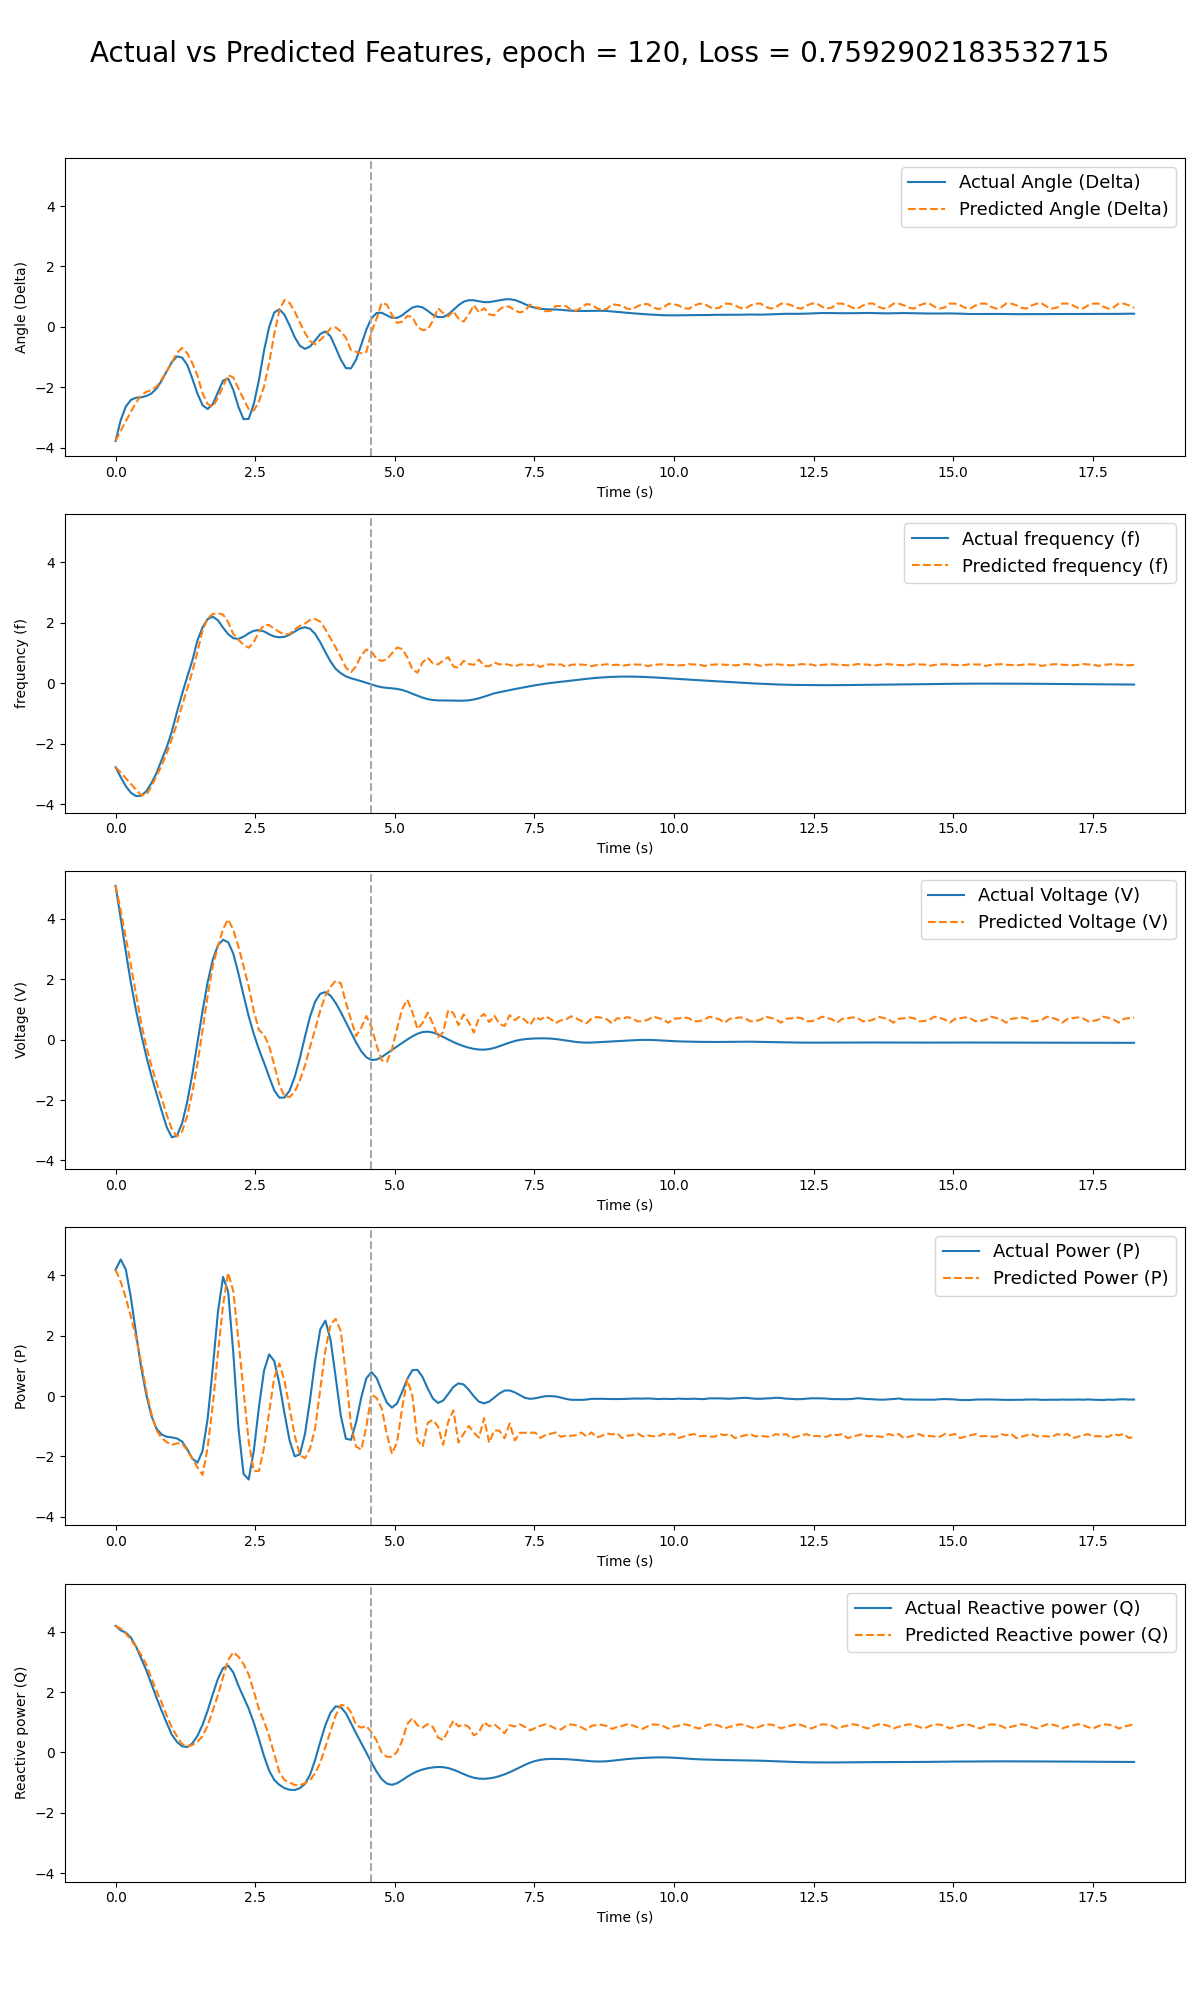 Actual vs Predicted Features, epoch = 120, Loss = 0.7592902183532715
Actual Angle (Delta)
Predicted Angle (Delta)
Angle (Delta)
4
2
0
−2
−4
0.0 2.5 5.0 7.5 10.0 12.5 15.0 17.5
Time (s)
Actual frequency (f)
Predicted frequency (f)
frequency (f)
4
2
0
−2
−4
0.0 2.5 5.0 7.5 10.0 12.5 15.0 17.5
Time (s)
Actual Voltage (V)
Predicted Voltage (V)
Voltage (V)
4
2
0
−2
−4
0.0 2.5 5.0 7.5 10.0 12.5 15.0 17.5
Time (s)
Actual Power (P)
Predicted Power (P)
Power (P)
4
2
0
−2
−4
0.0 2.5 5.0 7.5 10.0 12.5 15.0 17.5
Time (s)
Actual Reactive power (Q)
Predicted Reactive power (Q)
Reactive power (Q)
4
2
0
−2
−4
0.0 2.5 5.0 7.5 10.0 12.5 15.0 17.5
Time (s)